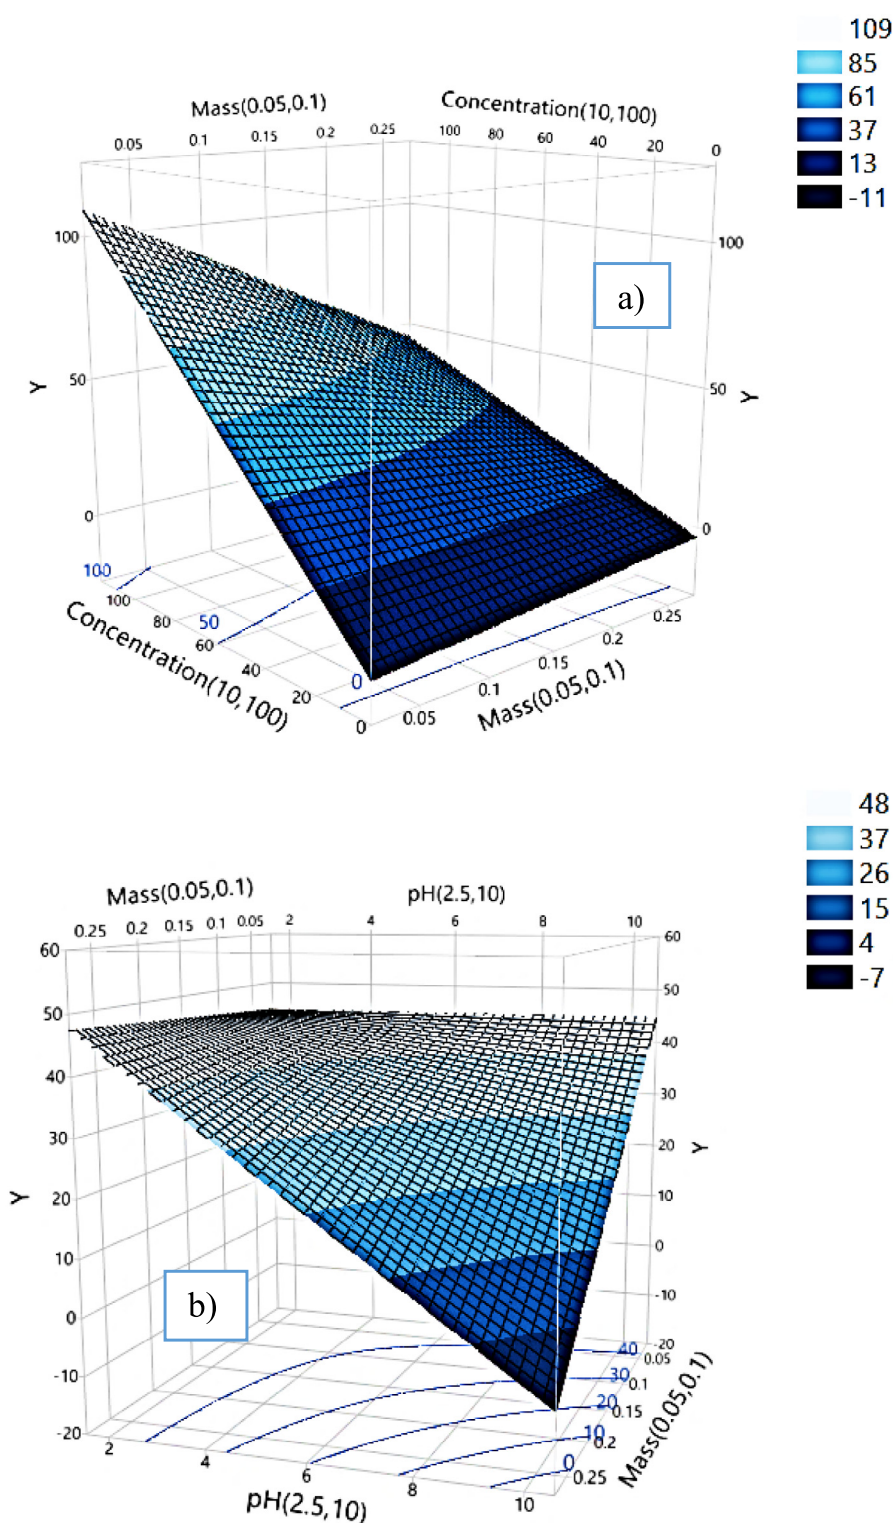 109
85
61
37
13
-11
Mass(0.05,0.1)
Concentration(10,100)
0.05 0.1 0.15 0.2 0.25 100 80 60 40 20 0
100
50
0
Y
100
50
0
Y
a)
100
50
0
100 80 60 40 20 0
Concentration(10,100)
0.05 0.1 0.15 0.2 0.25
Mass(0.05,0.1)
48
37
26
15
4
-7
Mass(0.05,0.1)
pH(2.5,10)
0.25 0.2 0.15 0.1 0.05 2 4 6 8 10
60
50
40
30
20
10
0
-10
-20
Y
60
50
40
30
20
10
0
-10
-20
Y
b)
40
30
20
10
0
0.05
0.1
0.15
0.2
0.25
Mass(0.05,0.1)
2 4 6 8 10
pH(2.5,10)